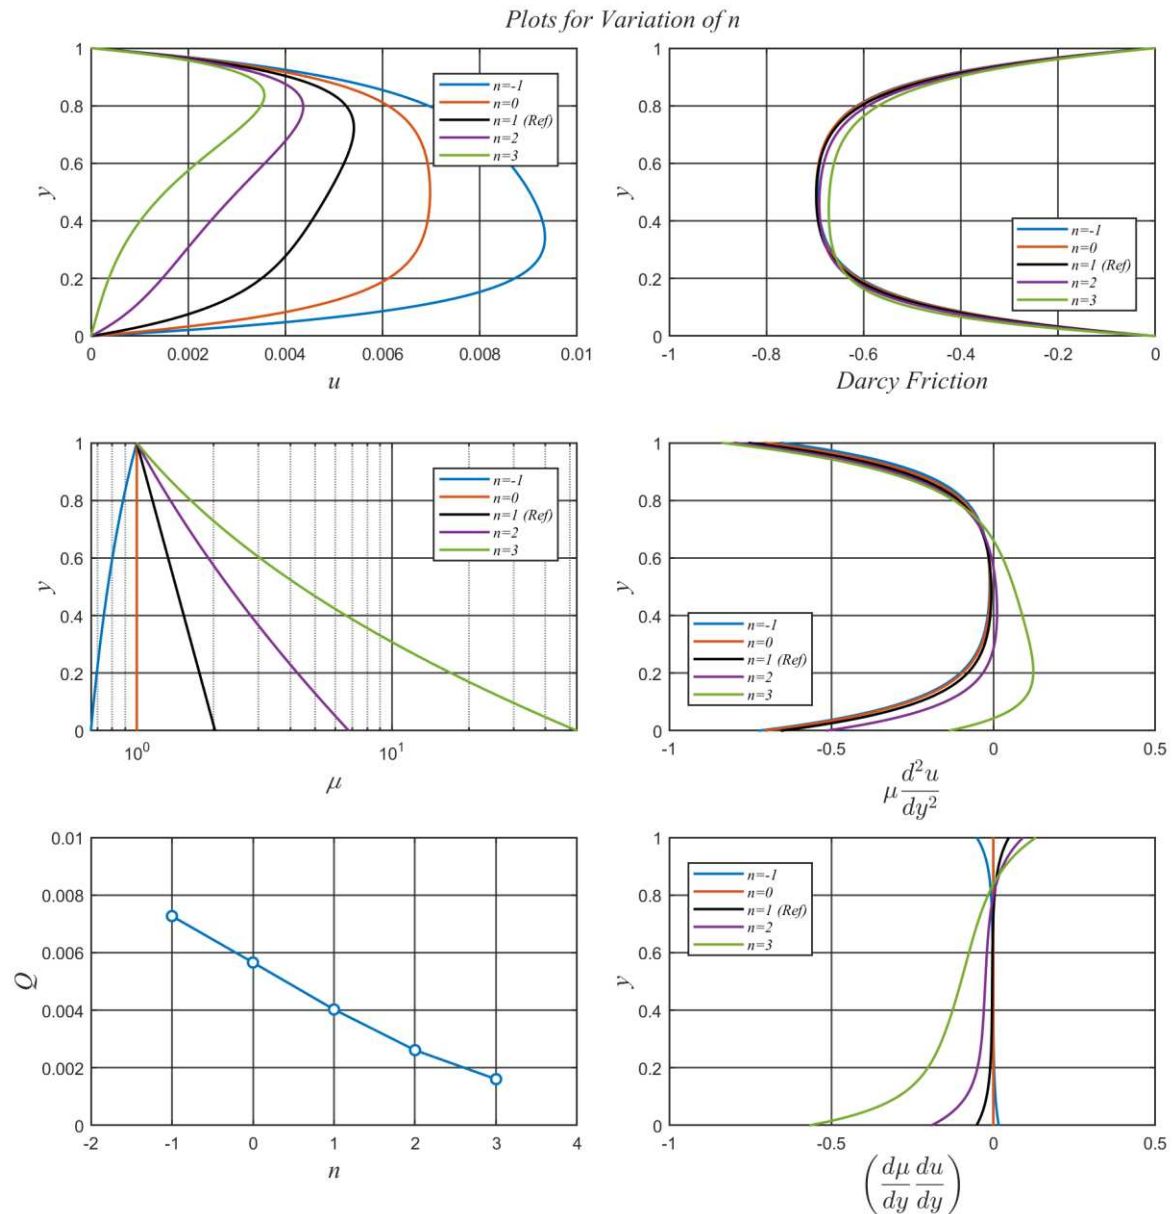 Plots for Variation of n
1
0.8
0.6
0.4
0.2
0
y
0
0.002
0.004
0.006
0.008
0.01
u
n=-1
n=0
n=1 (Ref)
n=2
n=3
1
0.8
0.6
0.4
0.2
0
y
-1
-0.8
-0.6
-0.4
-0.2
0
Darcy Friction
n=-1
n=0
n=1 (Ref)
n=2
n=3
1
0.8
0.6
0.4
0.2
0
y
10^0
10^1
μ
n=-1
n=0
n=1 (Ref)
n=2
n=3
1
0.8
0.6
0.4
0.2
0
y
-1
-0.5
0
0.5
μ d²u/dy²
n=-1
n=0
n=1 (Ref)
n=2
n=3
0.01
0.008
0.006
0.004
0.002
0
Q
-2
-1
0
1
2
3
4
n
1
0.8
0.6
0.4
0.2
0
y
-1
-0.5
0
0.5
(dμ/dy du/dy)
n=-1
n=0
n=1 (Ref)
n=2
n=3